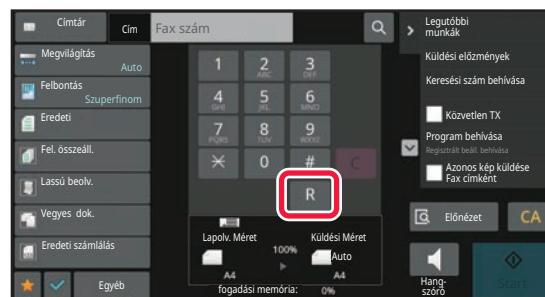 Címtár
Cím
Fax szám
Megvilágítás
Auto
Felbontás
Szuperfinom
Eredeti
Fel. összeáll.
Lassú beolv.
Vegyes dok.
Eredeti számlálás
Egyéb
1
2
ABC
3
DEF
4
GHI
5
JKL
6
MNO
7
PQRS
8
TUV
9
WXYZ
0
#
C
R
Lapolv. Méret
Küldési Méret
100%
Auto
A4
A4
fogadási memória: 0%
Legutóbbi
munkák
Küldési előzmények
Keresési szám behívása
Közvetlen TX
Program behívása
Regisztrált beáll. behívása
Azonos kép küldése
Fax címként
Előnézet
CA
Hang-
szóró
Start